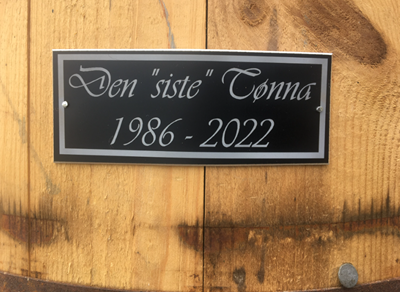 Den "siste" Tønna
1986 - 2022